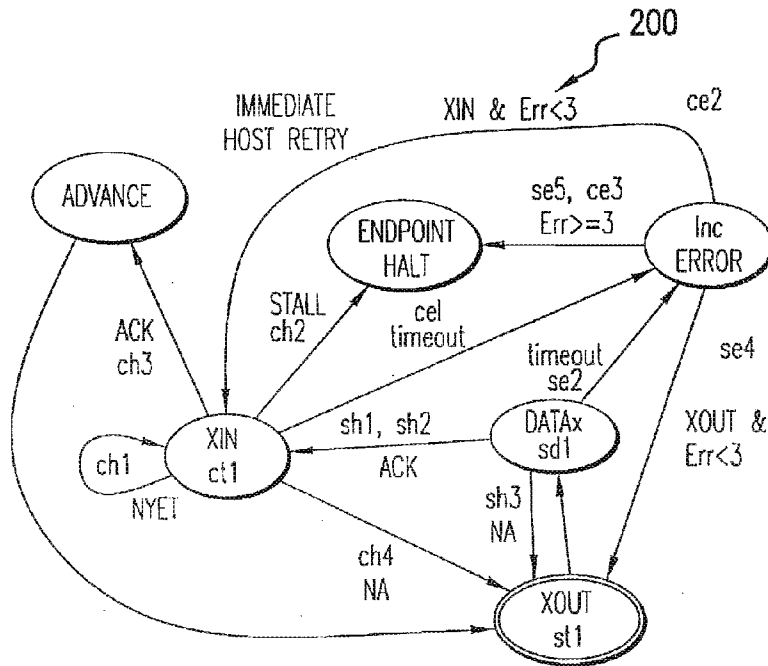 200
IMMEDIATE
HOST RETRY
XIN & Err<3
ce2
ADVANCE
ENDPOINT
HALT
se5, ce3
Err>=3
Inc
ERROR
STALL
ch2
cel
timeout
ACK
ch3
timeout
se2
se4
XOUT &
Err<3
XIN
ct1
sh1, sh2
ACK
DATAx
sd1
ch1
NYET
sh3
NA
ch4
NA
XOUT
st1